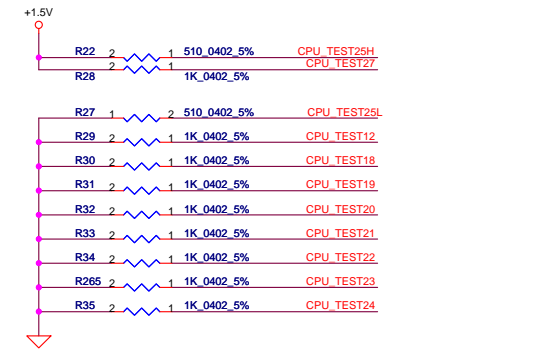 +1.5V
R22 2 1 510_0402_5% CPU_TEST25H
2 1 CPU_TEST27
R28 1K_0402_5%
R27 1 2 510_0402_5% CPU_TEST25L
R29 2 1 1K_0402_5% CPU_TEST12
R30 2 1 1K_0402_5% CPU_TEST18
R31 2 1 1K_0402_5% CPU_TEST19
R32 2 1 1K_0402_5% CPU_TEST20
R33 2 1 1K_0402_5% CPU_TEST21
R34 2 1 1K_0402_5% CPU_TEST22
R265 2 1 1K_0402_5% CPU_TEST23
R35 2 1 1K_0402_5% CPU_TEST24